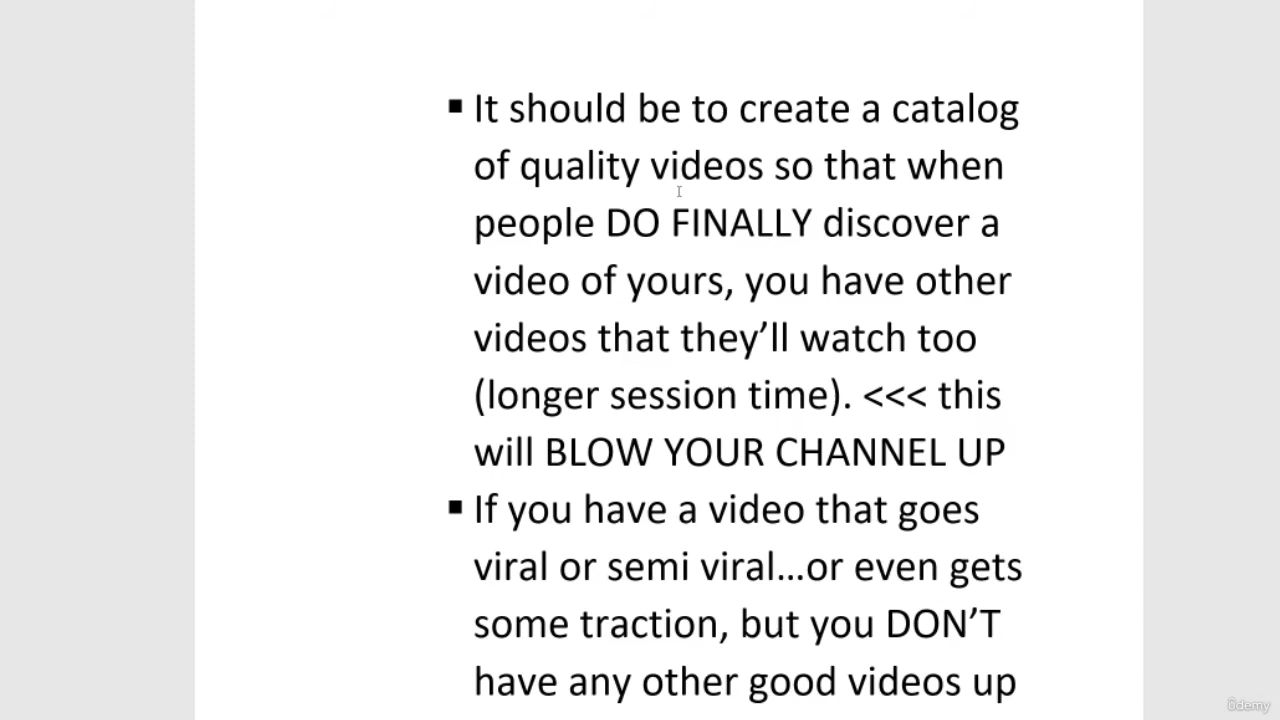 ▪ It should be to create a catalog
of quality videos so that when
people DO FINALLY discover a
video of yours, you have other
videos that they’ll watch too
(longer session time). <<< this
will BLOW YOUR CHANNEL UP
▪ If you have a video that goes
viral or semi viral...or even gets
some traction, but you DON’T
have any other good videos up
ûdemy